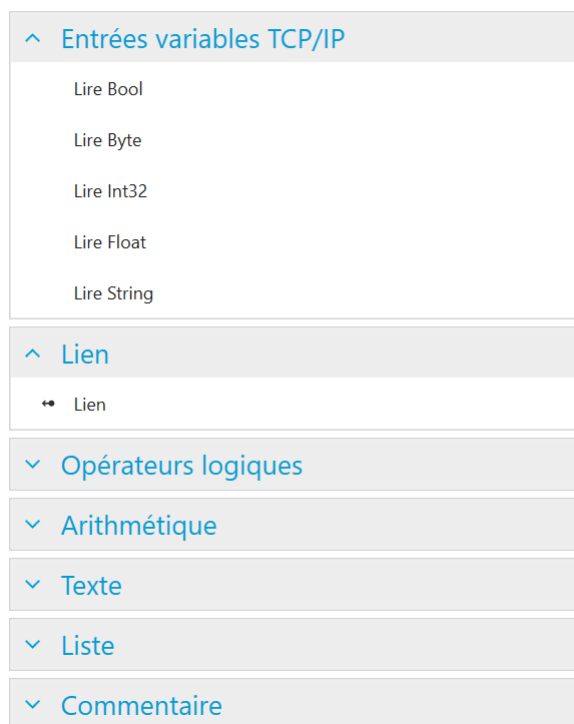 Entrées variables TCP/IP
Lire Bool
Lire Byte
Lire Int32
Lire Float
Lire String
Lien
Lien
Opérateurs logiques
Arithmétique
Texte
Liste
Commentaire